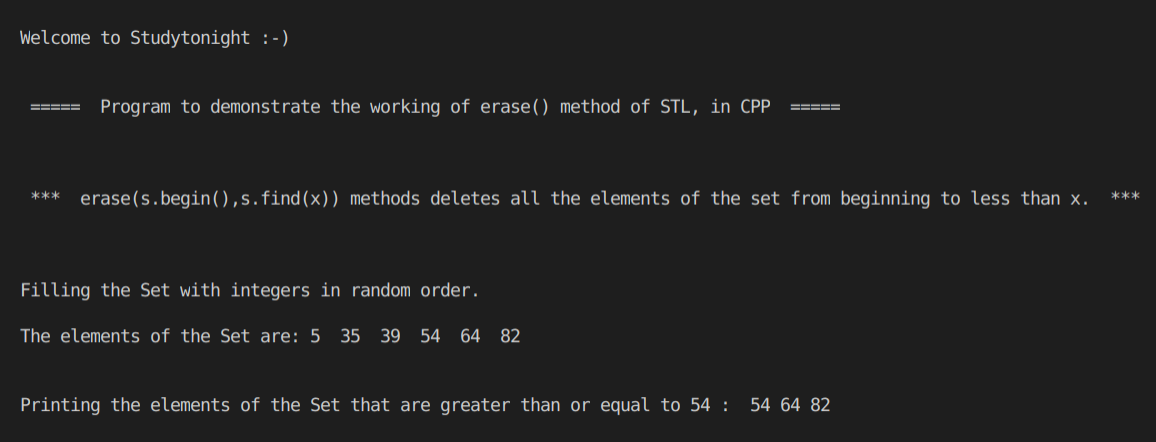 Welcome to Studytonight :-)
===== Program to demonstrate the working of erase() method of STL, in CPP =====
*** erase(s.begin(),s.find(x)) methods deletes all the elements of the set from beginning to less than x. ***
Filling the Set with integers in random order.
The elements of the Set are: 5 35 39 54 64 82
Printing the elements of the Set that are greater than or equal to 54 : 54 64 82